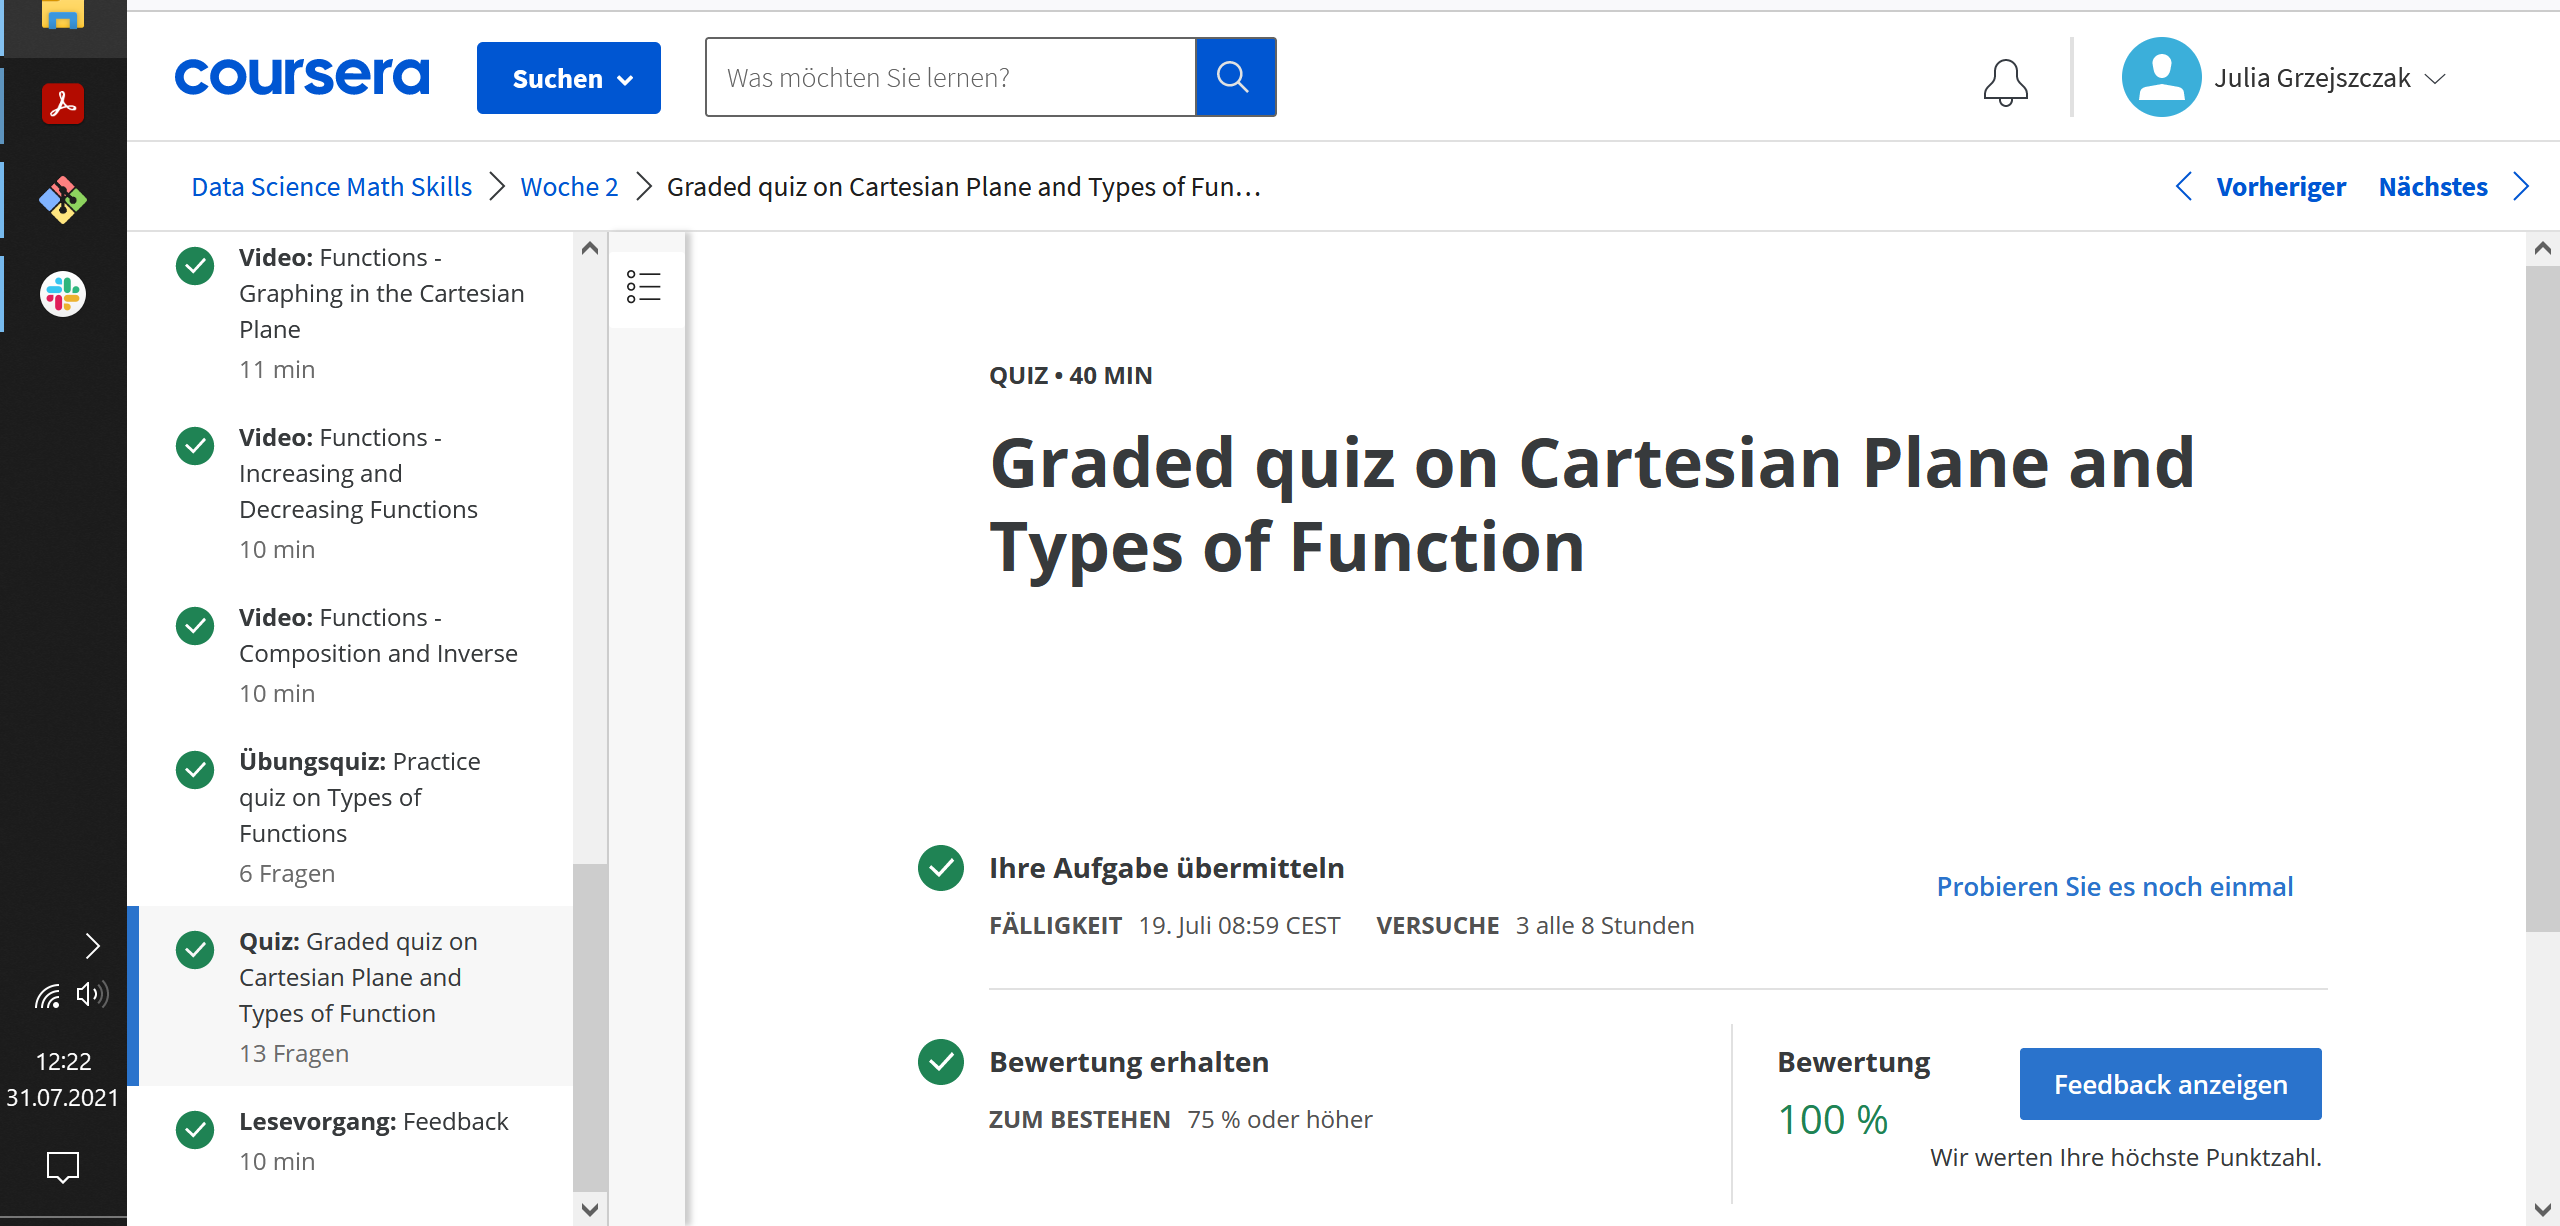 coursera
Suchen
Was möchten Sie lernen?
Julia Grzejszczak
Data Science Math Skills
Woche 2
Graded quiz on Cartesian Plane and Types of Fun…
Vorheriger
Nächstes
Video: Functions -
Graphing in the Cartesian
Plane
11 min
Video: Functions -
Increasing and
Decreasing Functions
10 min
Video: Functions -
Composition and Inverse
10 min
Übungsquiz: Practice
quiz on Types of
Functions
6 Fragen
Quiz: Graded quiz on
Cartesian Plane and
Types of Function
13 Fragen
Lesevorgang: Feedback
10 min
QUIZ • 40 MIN
Graded quiz on Cartesian Plane and
Types of Function
Ihre Aufgabe übermitteln
Probieren Sie es noch einmal
FÄLLIGKEIT 19. Juli 08:59 CEST VERSUCHE 3 alle 8 Stunden
Bewertung erhalten
ZUM BESTEHEN 75 % oder höher
Bewertung
100 %
Feedback anzeigen
Wir werten Ihre höchste Punktzahl.
12:22
31.07.2021